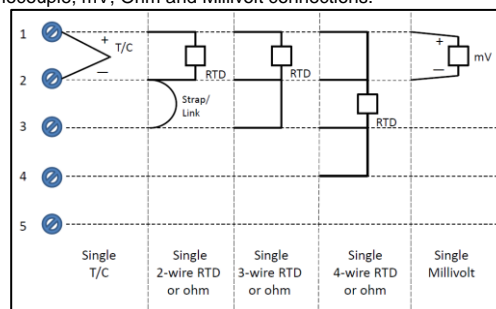 mV, Ohm and Millivolt connections.
1
+
T/C
RTD
RTD
+
mV
2
Strap/
Link
3
RTD
4
5
Single
T/C
Single
2-wire RTD
or ohm
Single
3-wire RTD
or ohm
Single
4-wire RTD
or ohm
Single
Millivolt